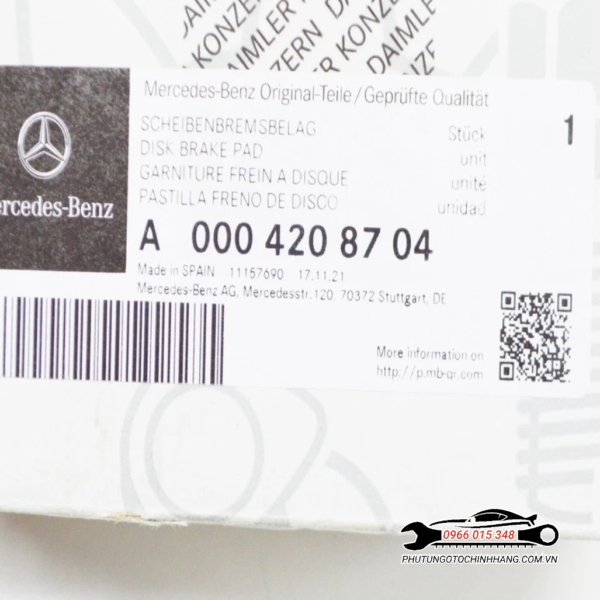 DAIMLER KONZERN
DAIMLER KONZERN
Mercedes-Benz Original-Teile/Geprüfte Qualität
SCHEIBENBREMSBELAG Stück 1
DISK BRAKE PAD unit
GARNITURE FREIN A DISQUE unité
PASTILLA FRENO DE DISCO unidad
ercedes-Benz
A 000 420 87 04
Made in SPAIN 11157690 17.11.21
Mercedes-Benz AG, Mercedesstr.120, 70372 Stuttgart, DE
More information on
http://p.mb-qr.com
0966 015 348
PHUTUNGOTOCHINHHANG.COM.VN